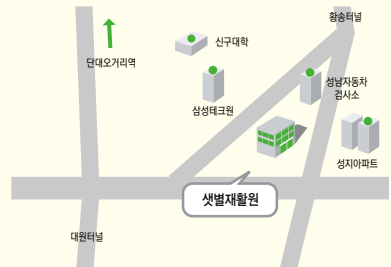 황송터널
신구대학
단대오거리역
성남자동차
검사소
삼성테크원
성지아파트
샛별재활원
대원터널